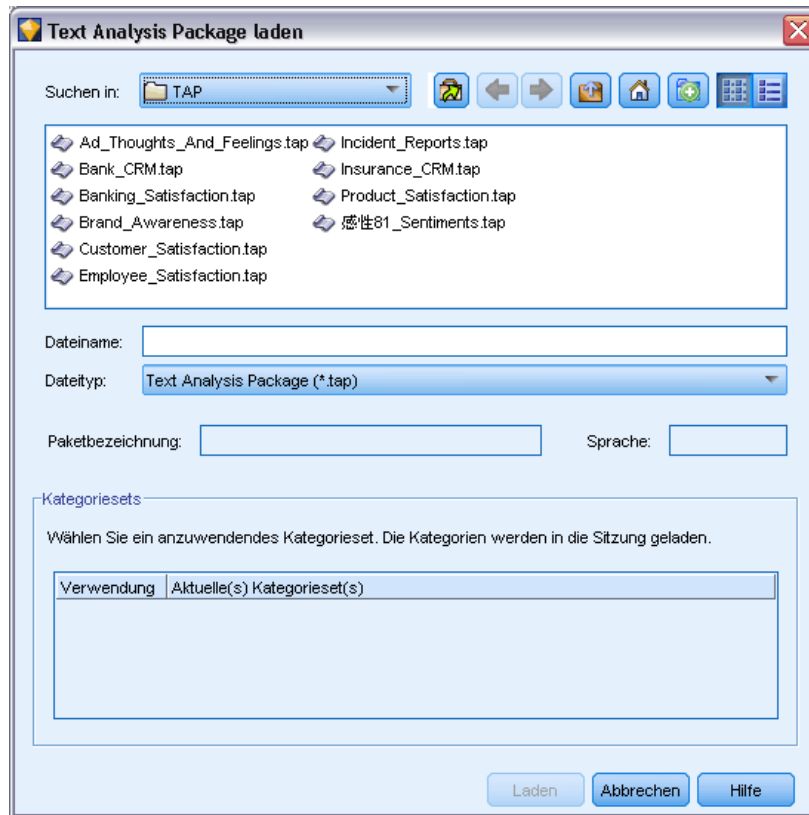 Text Analysis Package laden
Suchen in: TAP
Ad_Thoughts_And_Feelings.tap Incident_Reports.tap
Bank_CRM.tap Insurance_CRM.tap
Banking_Satisfaction.tap Product_Satisfaction.tap
Brand_Awareness.tap 感性81_Sentiments.tap
Customer_Satisfaction.tap
Employee_Satisfaction.tap
Dateiname:
Dateityp: Text Analysis Package (*.tap)
Paketbezeichnung: Sprache:
Kategoriesets
Wählen Sie ein anzuwendendes Kategorieset. Die Kategorien werden in die Sitzung geladen.
Verwendung Aktuelle(s) Kategorieset(s)
Laden Abbrechen Hilfe